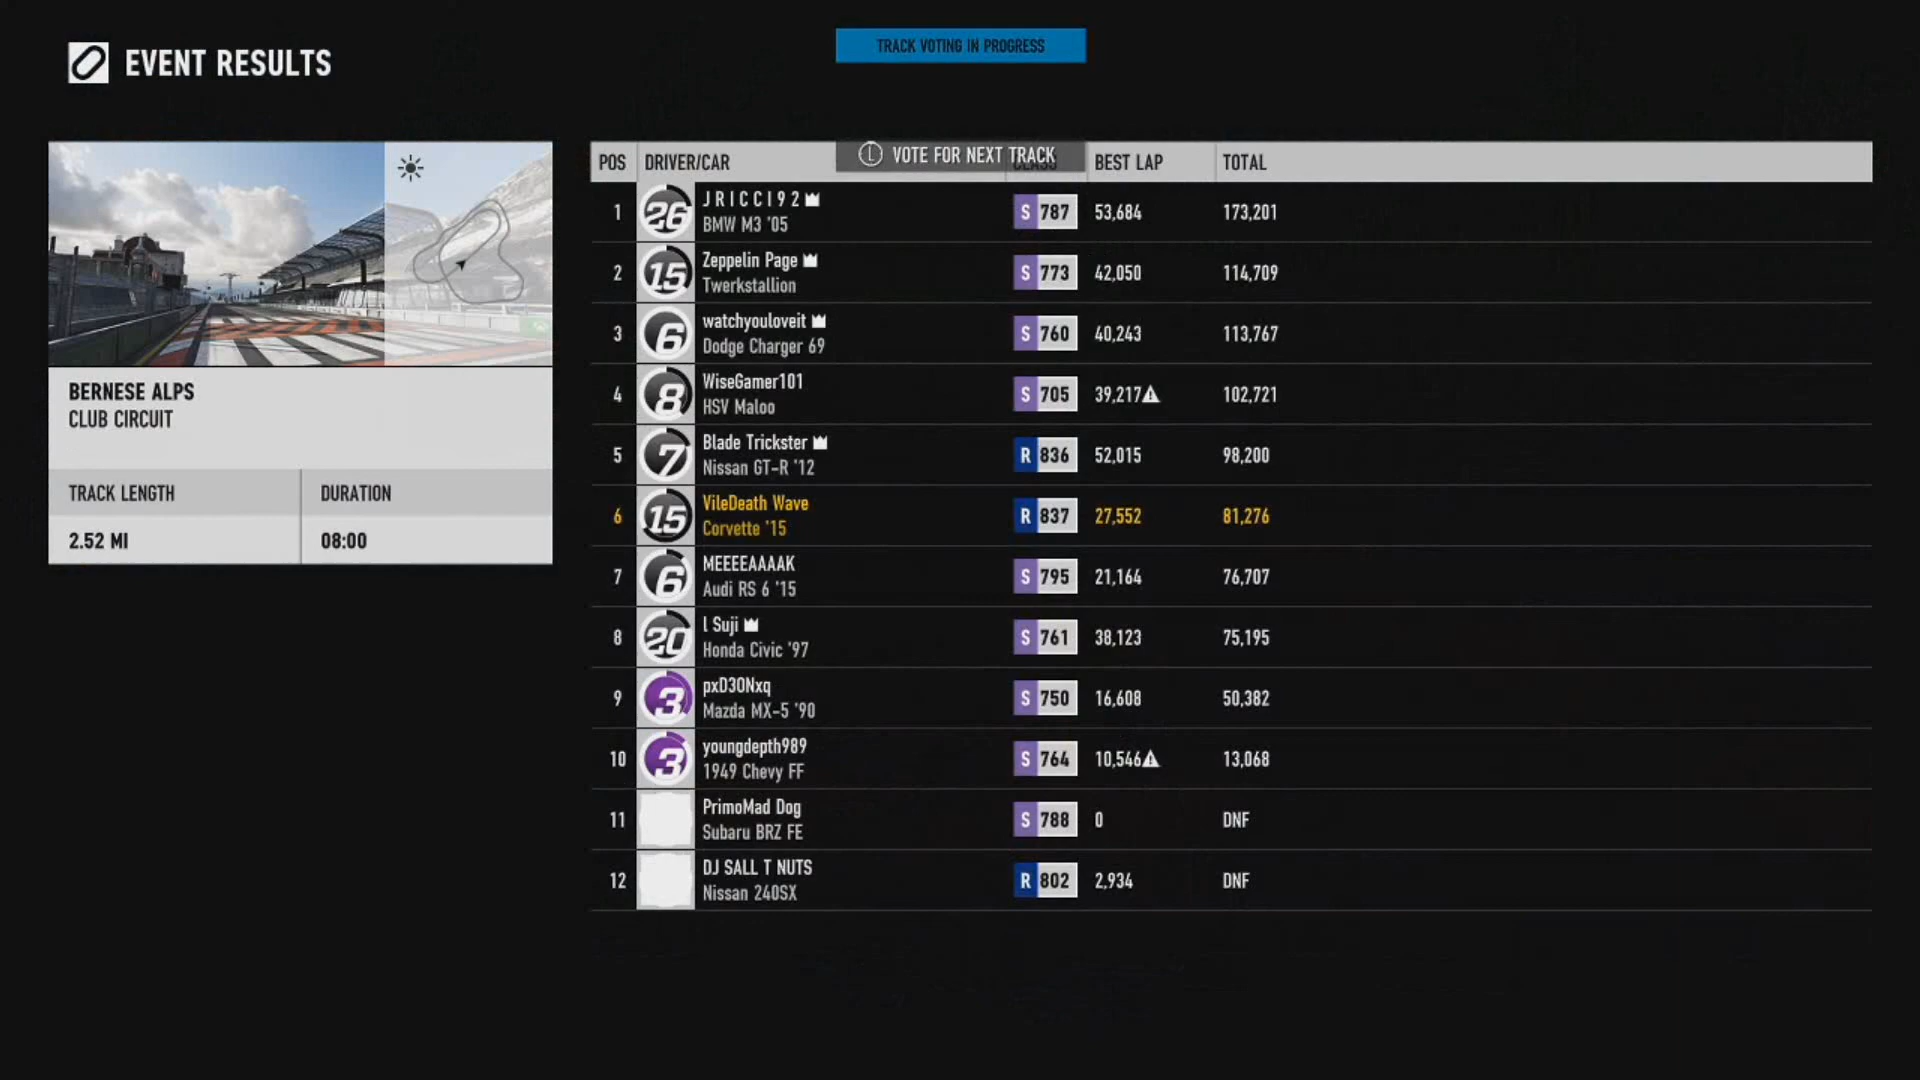 EVENT RESULTS
TRACK VOTING IN PROGRESS
Ⓛ VOTE FOR NEXT TRACK
BERNESE ALPS
CLUB CIRCUIT
TRACK LENGTH DURATION
2.52 MI 08:00
POS DRIVER/CAR CLASS BEST LAP TOTAL
1 26 J R I C C I 9 2 S 787 53,684 173,201
BMW M3 '05
2 15 Zeppelin Page S 773 42,050 114,709
Twerkstallion
3 6 watchyouloveit S 760 40,243 113,767
Dodge Charger 69
4 8 WiseGamer101 S 705 39,217 102,721
HSV Maloo
5 7 Blade Trickster R 836 52,015 98,200
Nissan GT-R '12
6 15 VileDeath Wave R 837 27,552 81,276
Corvette '15
7 6 MEEEEAAAAK S 795 21,164 76,707
Audi RS 6 '15
8 20 l Suji S 761 38,123 75,195
Honda Civic '97
9 3 pxD3ONxq S 750 16,608 50,382
Mazda MX-5 '90
10 3 youngdepth989 S 764 10,546 13,068
1949 Chevy FF
11 PrimoMad Dog S 788 0 DNF
Subaru BRZ FE
12 DJ SALL T NUTS R 802 2,934 DNF
Nissan 240SX